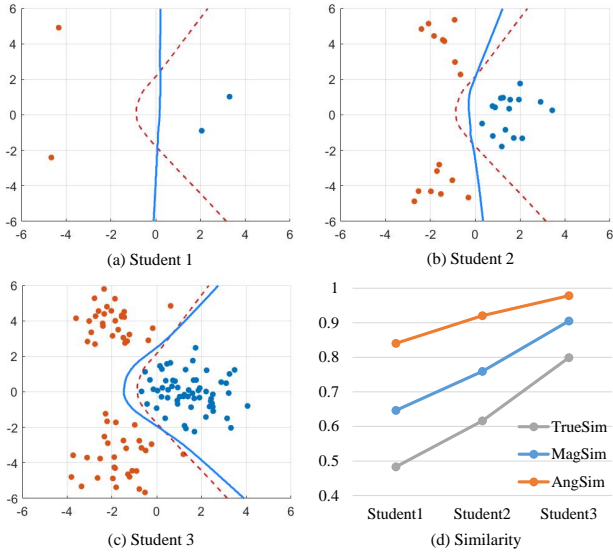 6
4
2
0
-2
-4
-6
-6 -4 -2 0 2 4 6
(a) Student 1
6
4
2
0
-2
-4
-6
-6 -4 -2 0 2 4 6
(b) Student 2
6
4
2
0
-2
-4
-6
-6 -4 -2 0 2 4 6
(c) Student 3
1
0.9
0.8
0.7
0.6
0.5
0.4
TrueSim
MagSim
AngSim
Student1 Student2 Student3
(d) Similarity